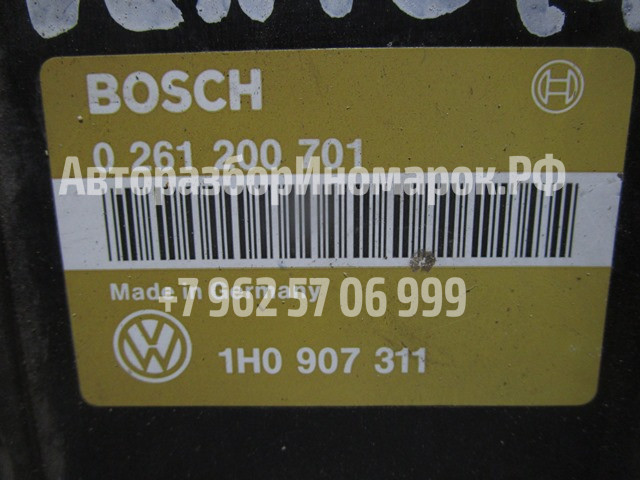 BOSCH
0 261 200 701
АвторазборИномарок.РФ
Made in Germany
+7 962 57 06 999
1H0 907 311